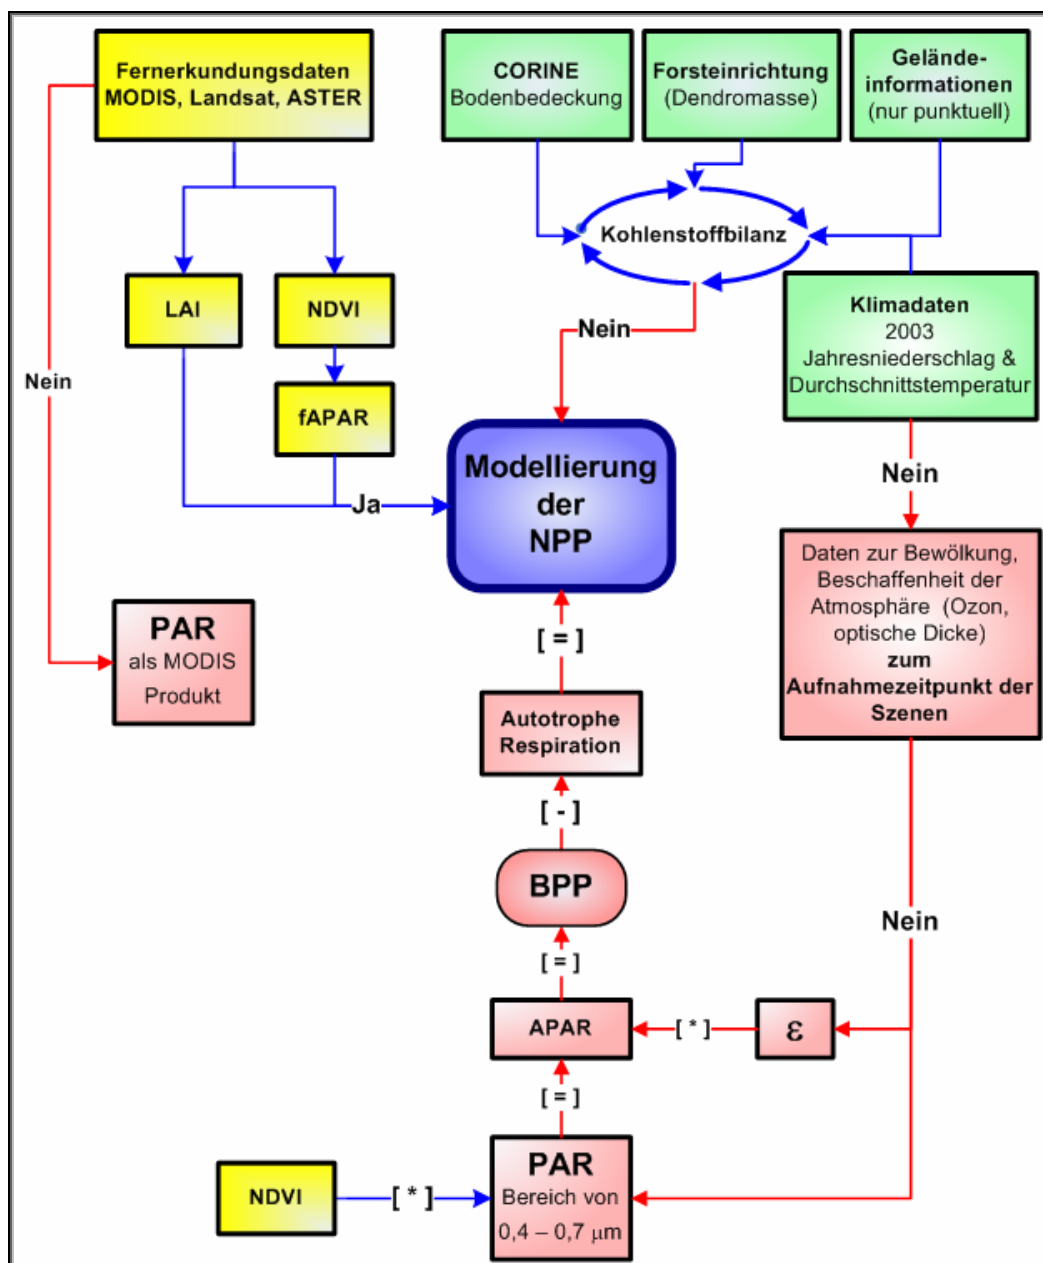 Fernerkundungsdaten
MODIS, Landsat, ASTER
CORINE
Bodenbedeckung
Forsteinrichtung
(Dendromasse)
Gelände-
informationen
(nur punktuell)
Kohlenstoffbilanz
LAI
NDVI
Klimadaten
2003
Jahresniederschlag &
Durchschnittstemperatur
Nein
Nein
fAPAR
Modellierung
der
NPP
Ja
Nein
Daten zur Bewölkung,
Beschaffenheit der
Atmosphäre (Ozon,
optische Dicke)
zum
Aufnahmezeitpunkt der
Szenen
PAR
als MODIS
Produkt
[ = ]
Autotrophe
Respiration
[ - ]
BPP
Nein
[ = ]
APAR
[ * ]
ε
[ = ]
NDVI
[ * ]
PAR
Bereich von
0,4 – 0,7 µm